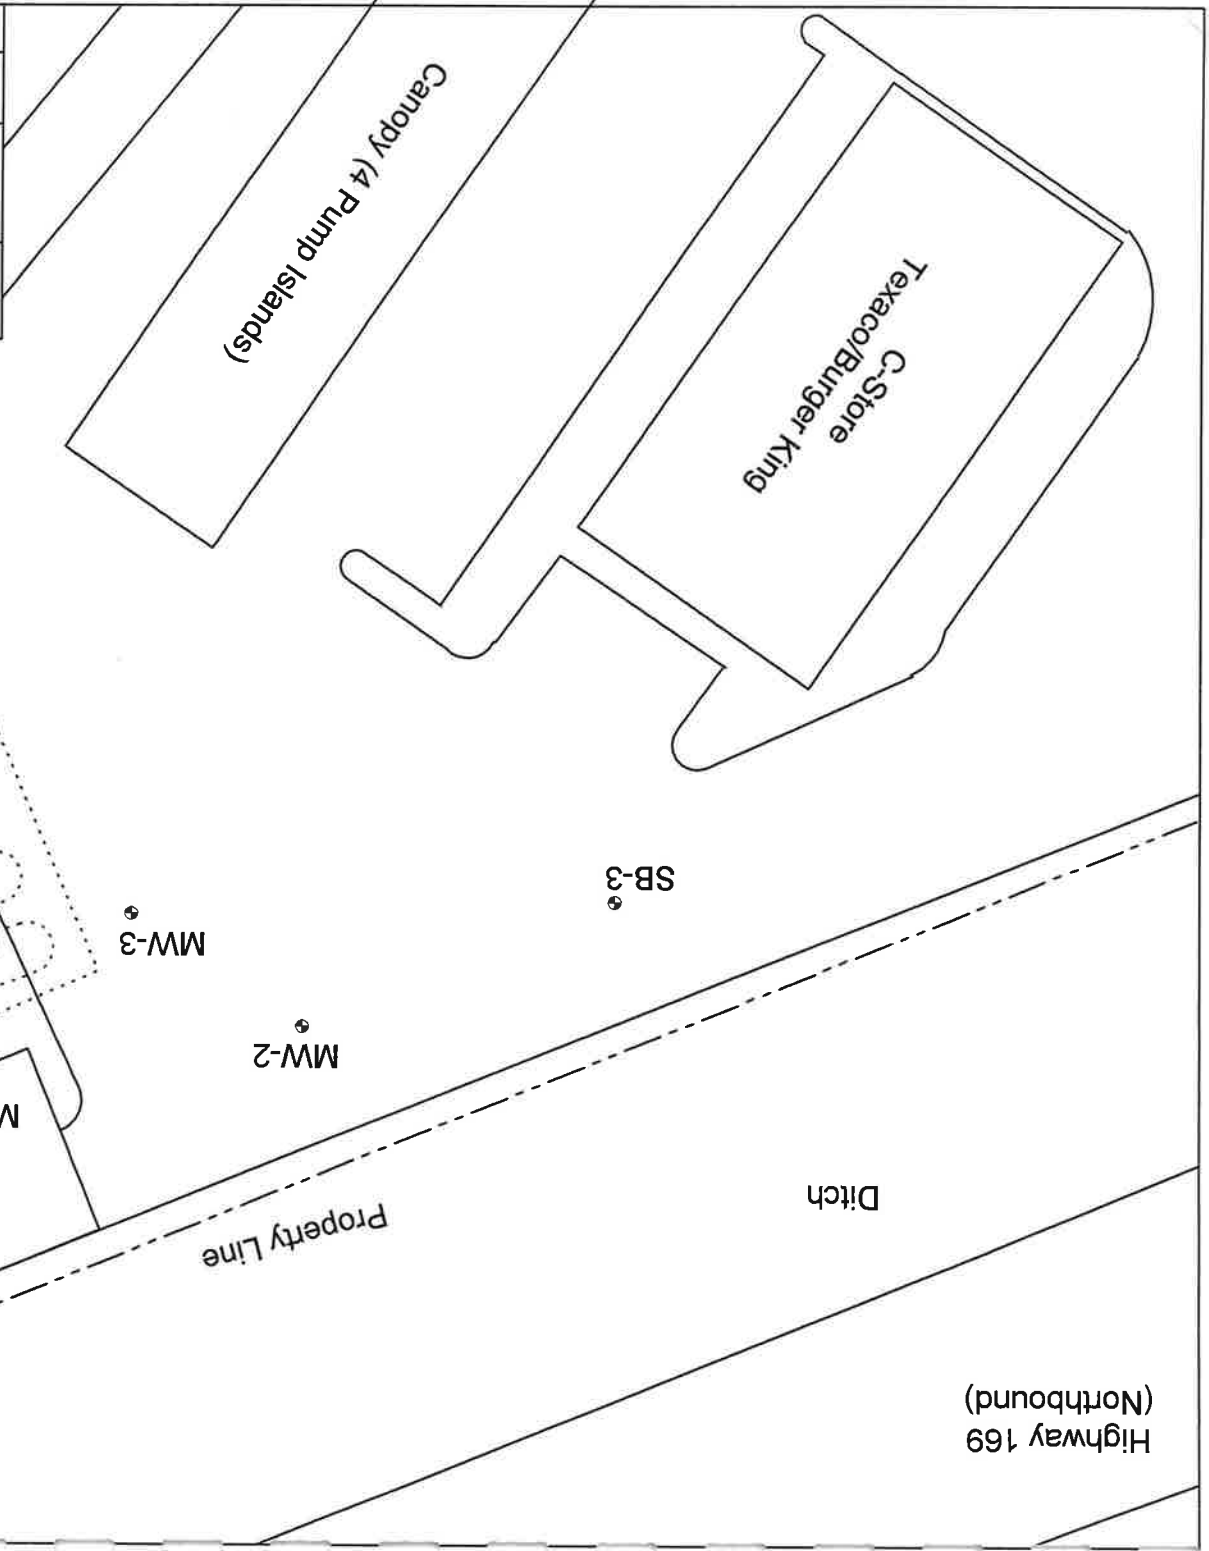 Highway 169
(Northbound)
Ditch
Property Line
M
MW-2
MW-3
SB-3
C-Store
Texaco/Burger King
Canopy (4 Pump Islands)